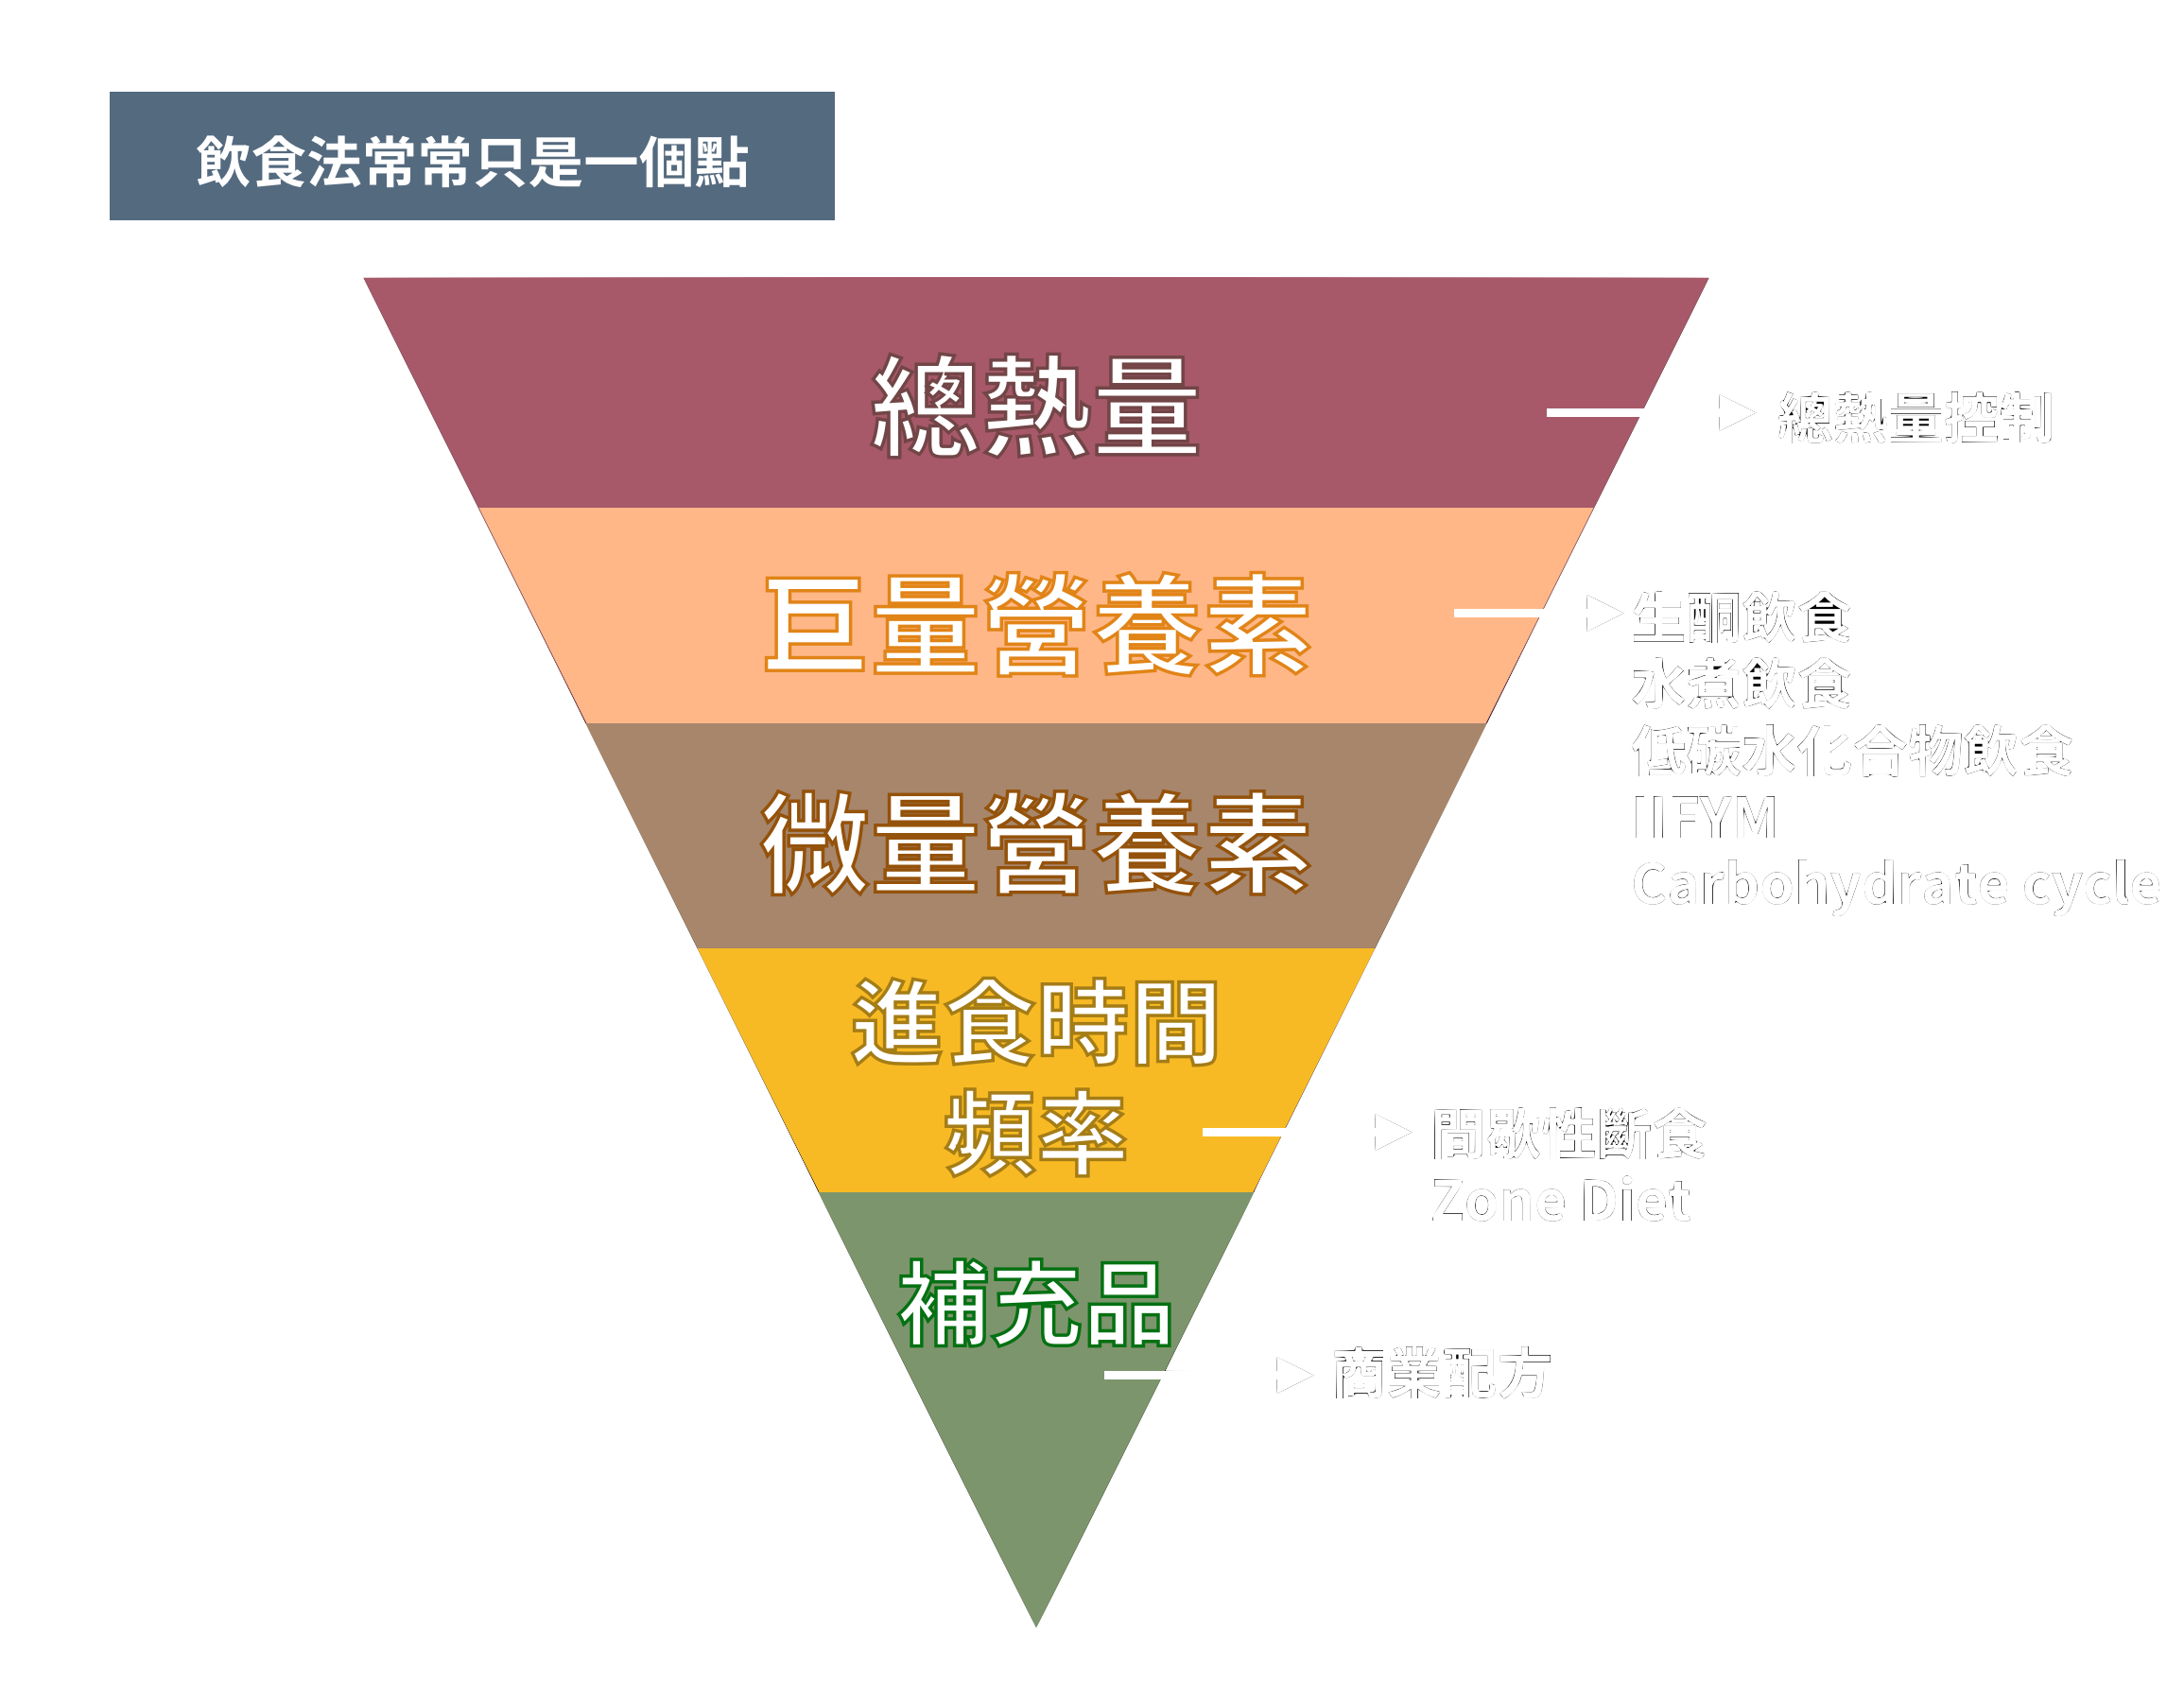 飲食法常常只是一個點
總熱量
總熱量控制
巨量營養素
生酮飲食
水煮飲食
低碳水化合物飲食
IIFYM
Carbohydrate cycle
微量營養素
進食時間
頻率
間歇性斷食
Zone Diet
補充品
商業配方